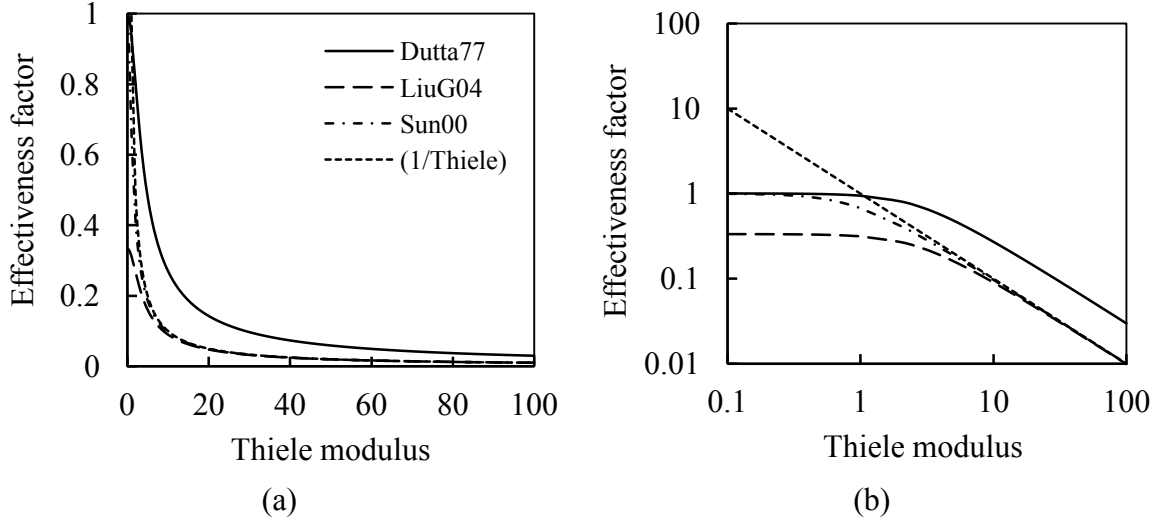 Effectiveness factor
1
0.8
0.6
0.4
0.2
0
0 20 40 60 80 100
Thiele modulus
Dutta77
LiuG04
Sun00
(1/Thiele)
(a)
Effectiveness factor
100
10
1
0.1
0.01
0.1 1 10 100
Thiele modulus
(b)